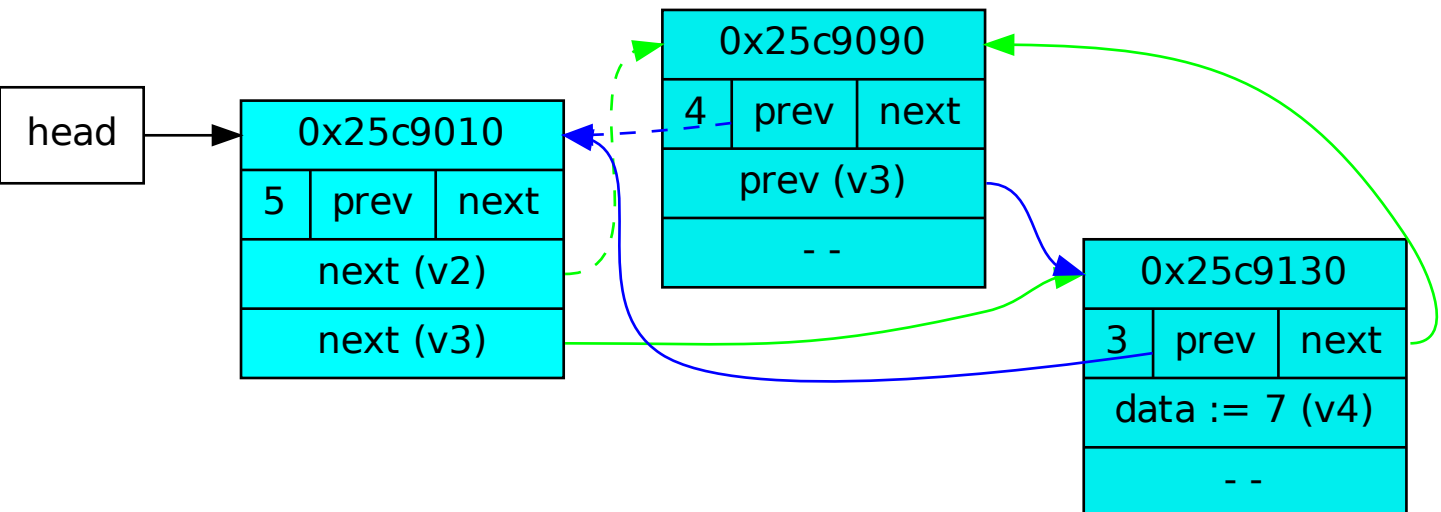 head
0x25c9010
5 prev next
next (v2)
next (v3)
0x25c9090
4 prev next
prev (v3)
- -
0x25c9130
3 prev next
data := 7 (v4)
- -